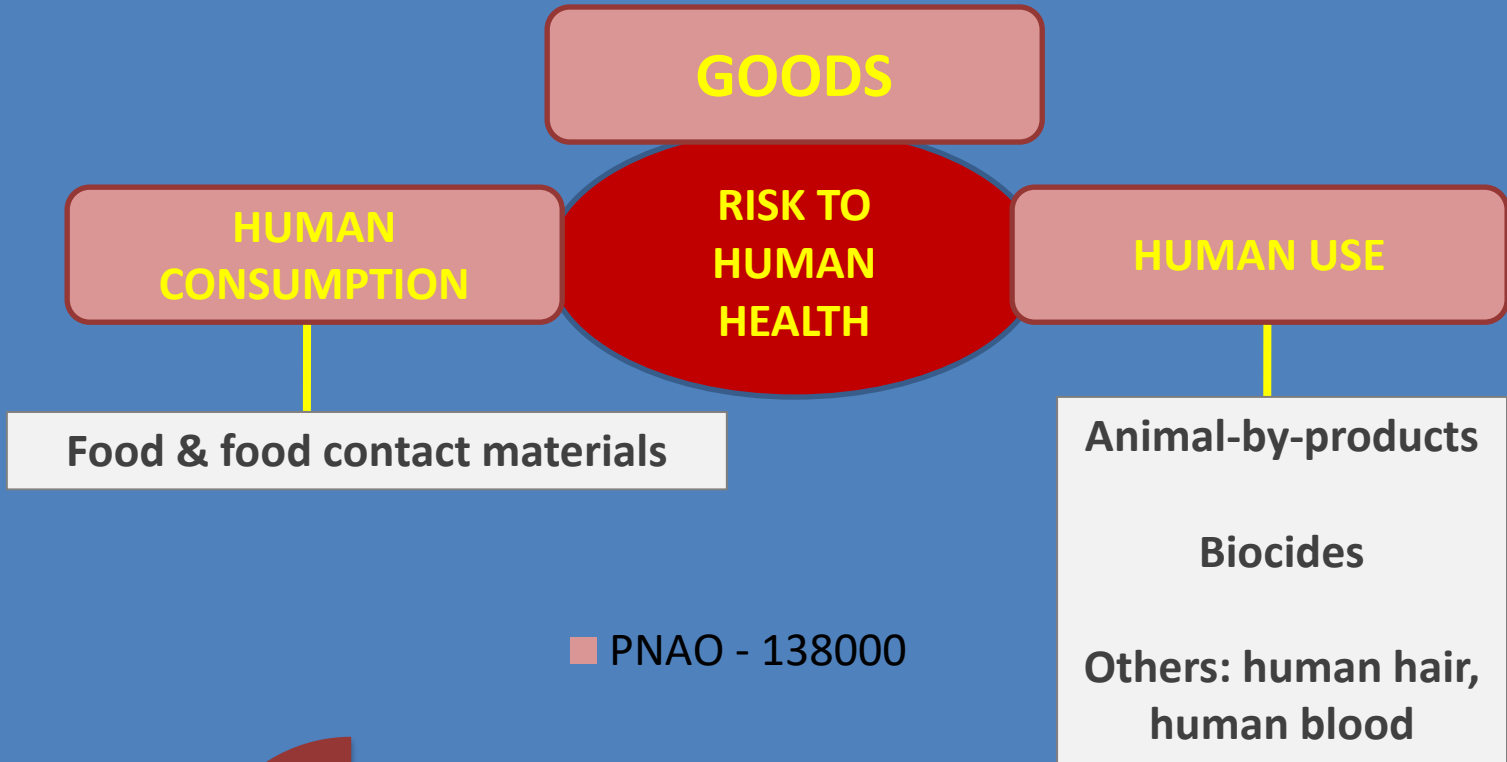 GOODS
HUMAN
CONSUMPTION
RISK TO
HUMAN
HEALTH
HUMAN USE
Food & food contact materials
Animal-by-products
Biocides
Others: human hair,
human blood
PNAO - 138000